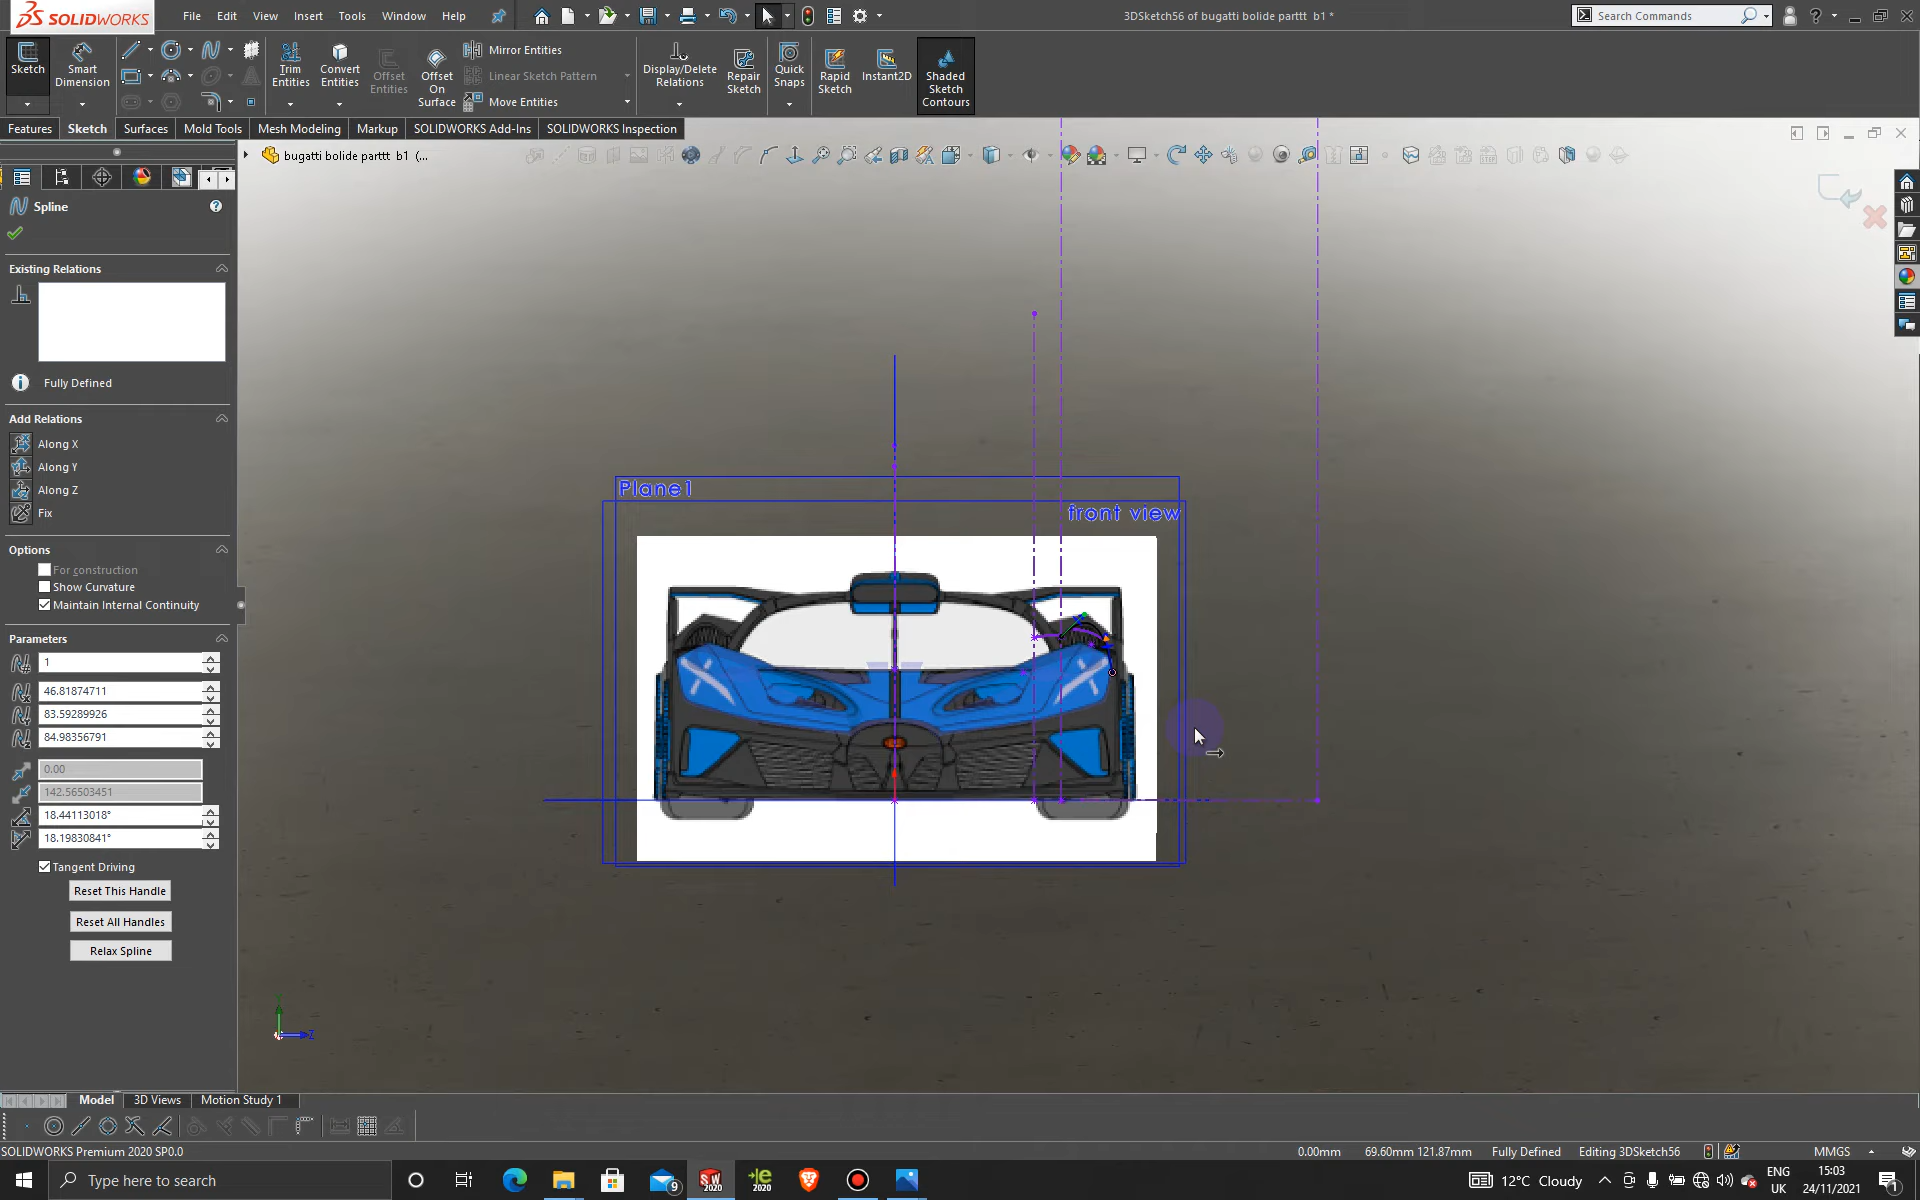 SOLIDWORKS
File Edit View Insert Tools Window Help
3DSketch56 of bugatti bolide parttt b1 *
Search Commands
Sketch
Smart Dimension
Trim Entities
Convert Entities
Offset Entities
Offset On Surface
Mirror Entities
Linear Sketch Pattern
Move Entities
Display/Delete Relations
Repair Sketch
Quick Snaps
Rapid Sketch
Instant2D
Shaded Sketch Contours
Features Sketch Surfaces Mold Tools Mesh Modeling Markup SOLIDWORKS Add-Ins SOLIDWORKS Inspection
bugatti bolide parttt b1 (...
Spline
Existing Relations
Fully Defined
Add Relations
Along X
Along Y
Along Z
Fix
Options
For construction
Show Curvature
Maintain Internal Continuity
Parameters
1
46.81874711
83.59289926
84.98356791
0.00
142.56503451
18.44113018°
18.19830841°
Tangent Driving
Reset This Handle
Reset All Handles
Relax Spline
Plane1
front view
Z
Model 3D Views Motion Study 1
SOLIDWORKS Premium 2020 SP0.0
0.00mm 69.60mm 121.87mm Fully Defined Editing 3DSketch56 MMGS
Type here to search
9
SW 2020
e 2020
12°C Cloudy
ENG
UK
15:03
24/11/2021
1